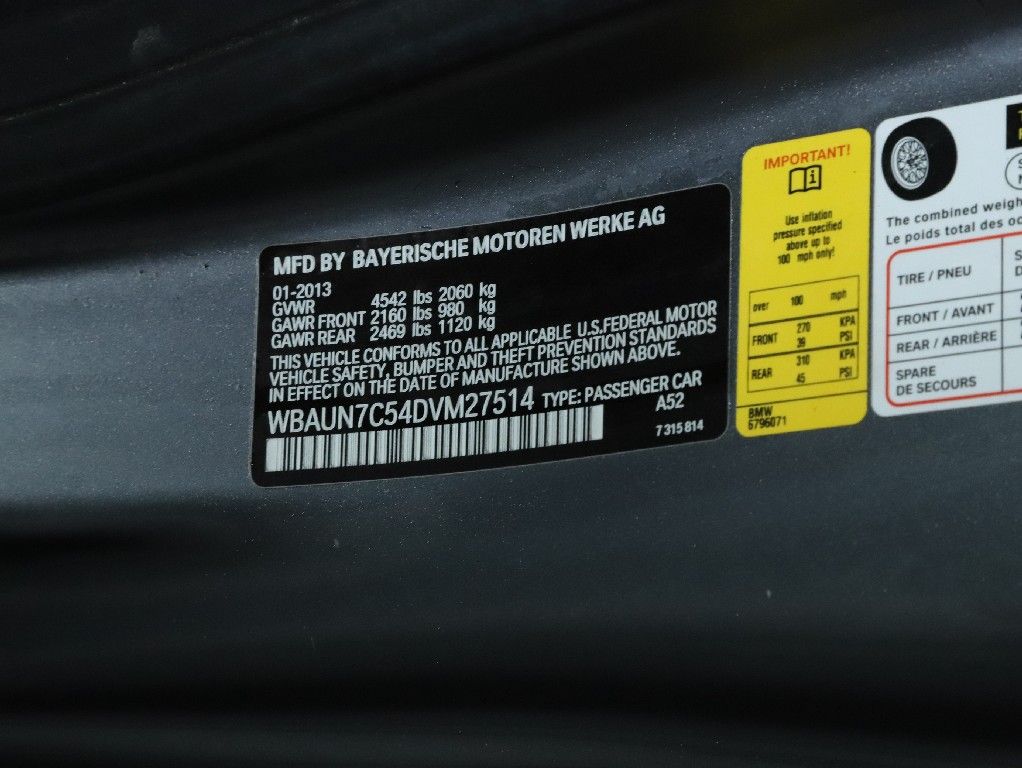 MFD BY BAYERISCHE MOTOREN WERKE AG
01-2013
GVWR 4542 lbs 2060 kg
GAWR FRONT 2160 lbs 980 kg
GAWR REAR 2469 lbs 1120 kg
THIS VEHICLE CONFORMS TO ALL APPLICABLE U.S.FEDERAL MOTOR
VEHICLE SAFETY, BUMPER AND THEFT PREVENTION STANDARDS
IN EFFECT ON THE DATE OF MANUFACTURE SHOWN ABOVE.
WBAUN7C54DVM27514 TYPE: PASSENGER CAR
A52
7 315 814
IMPORTANT!
i
Use inflation
pressure specified
above up to
100 mph only!
over 100 mph
FRONT 270 KPA
39 PSI
REAR 310 KPA
45 PSI
BMW
6796071
The combined weigh
Le poids total des oc
TIRE / PNEU
FRONT / AVANT
REAR / ARRIÈRE
SPARE
DE SECOURS